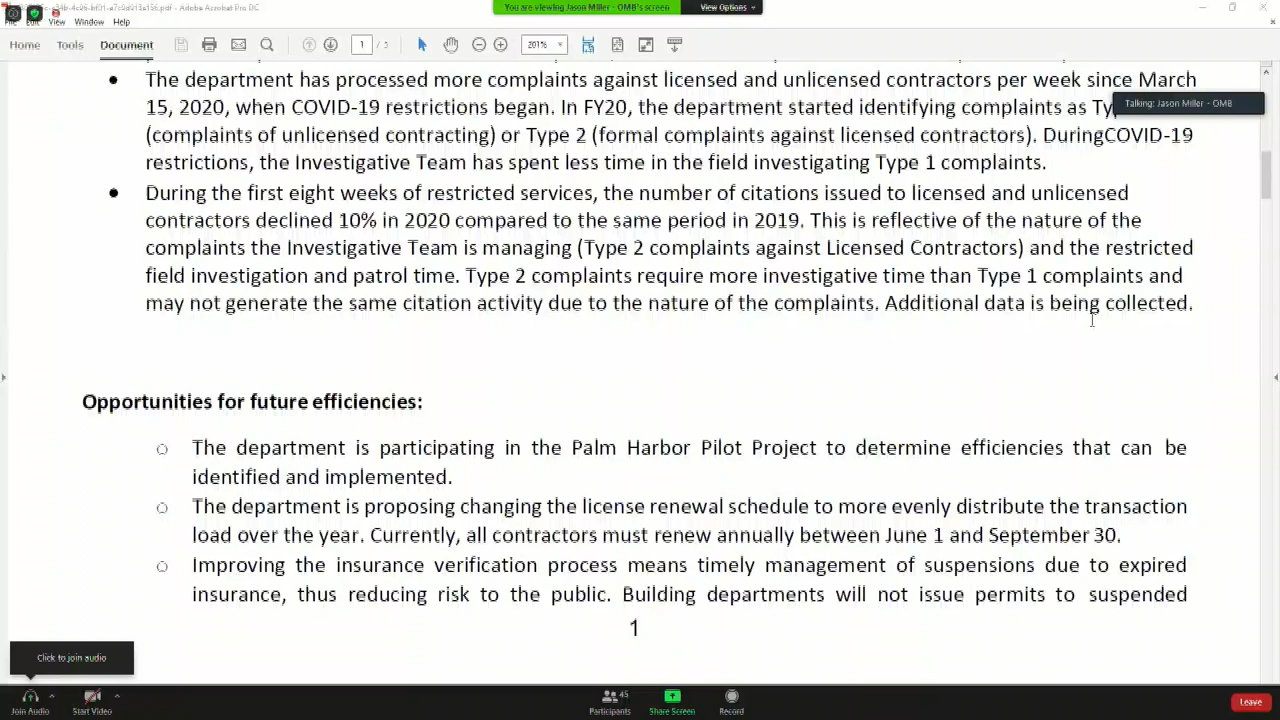 Adobe Acrobat Pro DC
You are viewing Jason Miller - OMB's screen
View Options
File Edit View Window Help
Home Tools Document
1 / 3
201%
The department has processed more complaints against licensed and unlicensed contractors per week since March
15, 2020, when COVID-19 restrictions began. In FY20, the department started identifying complaints as
Talking: Jason Miller - OMB
(complaints of unlicensed contracting) or Type 2 (formal complaints against licensed contractors). DuringCOVID-19
restrictions, the Investigative Team has spent less time in the field investigating Type 1 complaints.
During the first eight weeks of restricted services, the number of citations issued to licensed and unlicensed
contractors declined 10% in 2020 compared to the same period in 2019. This is reflective of the nature of the
complaints the Investigative Team is managing (Type 2 complaints against Licensed Contractors) and the restricted
field investigation and patrol time. Type 2 complaints require more investigative time than Type 1 complaints and
may not generate the same citation activity due to the nature of the complaints. Additional data is being collected.
Opportunities for future efficiencies:
The department is participating in the Palm Harbor Pilot Project to determine efficiencies that can be
identified and implemented.
The department is proposing changing the license renewal schedule to more evenly distribute the transaction
load over the year. Currently, all contractors must renew annually between June 1 and September 30.
Improving the insurance verification process means timely management of suspensions due to expired
insurance, thus reducing risk to the public. Building departments will not issue permits to suspended
1
Click to join audio
45
Join Audio Start Video Participants Share Screen Record Leave